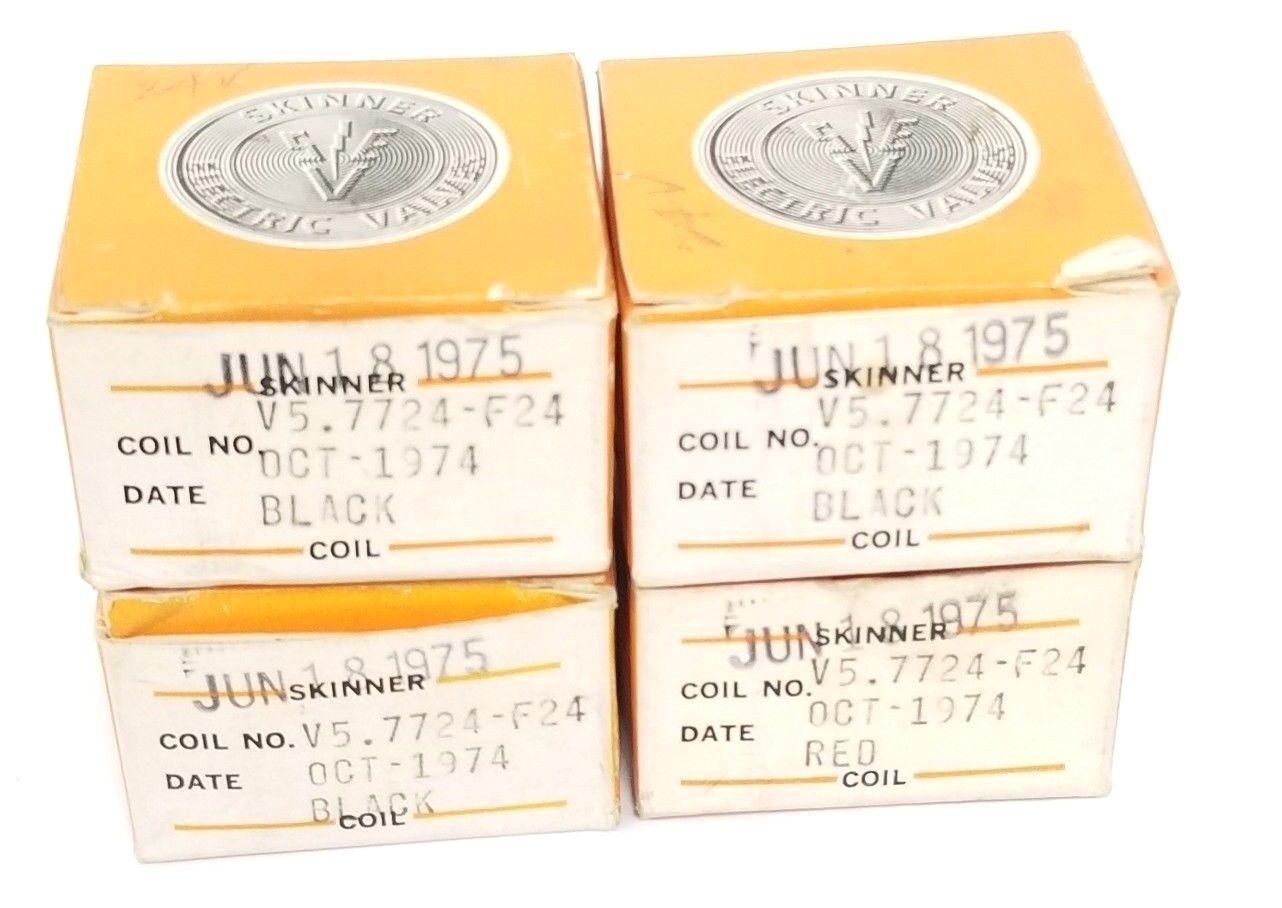 SKINNER
ELECTRIC VALVES
JUN 18 1975
SKINNER
V5.7724-F24
COIL NO.
OCT-1974
DATE
BLACK
COIL
SKINNER
ELECTRIC VALVES
JUN 18 1975
SKINNER
V5.7724-F24
COIL NO.
OCT-1974
DATE
BLACK
COIL
JUN 18 1975
SKINNER
COIL NO. V5.7724-F24
DATE OCT-1974
BLACK
COIL
JUN 18 1975
SKINNER
V5.7724-F24
COIL NO.
OCT-1974
DATE
RED
COIL